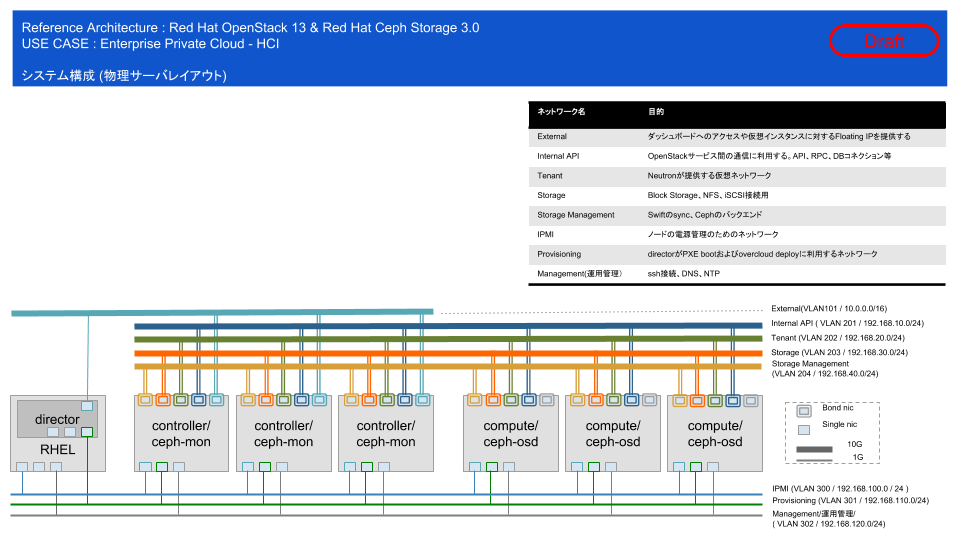 Reference Architecture : Red Hat OpenStack 13 & Red Hat Ceph Storage 3.0
USE CASE : Enterprise Private Cloud - HCI
Draft
システム構成 (物理サーバレイアウト)
ネットワーク名 目的
External ダッシュボードへのアクセスや仮想インスタンスに対するFloating IPを提供する
Internal API OpenStackサービス間の通信に利用する。API、RPC、DBコネクション等
Tenant Neutronが提供する仮想ネットワーク
Storage Block Storage、NFS、iSCSI接続用
Storage Management Swiftのsync、Cephのバックエンド
IPMI ノードの電源管理のためのネットワーク
Provisioning directorがPXE bootおよびovercloud deployに利用するネットワーク
Management(運用管理) ssh接続、DNS、NTP
External(VLAN101 / 10.0.0.0/16)
Internal API ( VLAN 201 / 192.168.10.0/24)
Tenant (VLAN 202 / 192.168.20.0/24)
Storage (VLAN 203 / 192.168.30.0/24)
Storage Management
(VLAN 204 / 192.168.40.0/24)
director
RHEL
controller/
ceph-mon
controller/
ceph-mon
controller/
ceph-mon
compute/
ceph-osd
compute/
ceph-osd
compute/
ceph-osd
Bond nic
Single nic
10G
1G
IPMI (VLAN 300 / 192.168.100.0 / 24 )
Provisioning (VLAN 301 / 192.168.110.0/24)
Management/運用管理/
( VLAN 302 / 192.168.120.0/24)